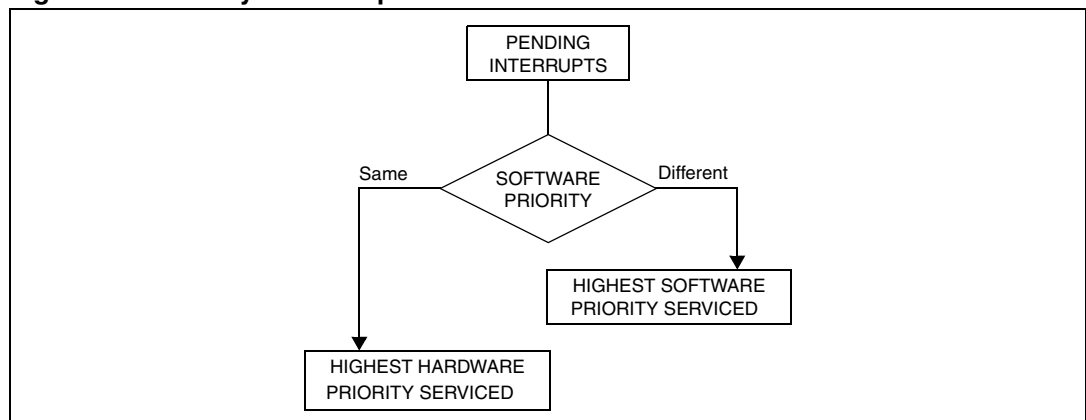 PENDING
INTERRUPTS
Same
SOFTWARE
PRIORITY
Different
HIGHEST SOFTWARE
PRIORITY SERVICED
HIGHEST HARDWARE
PRIORITY SERVICED